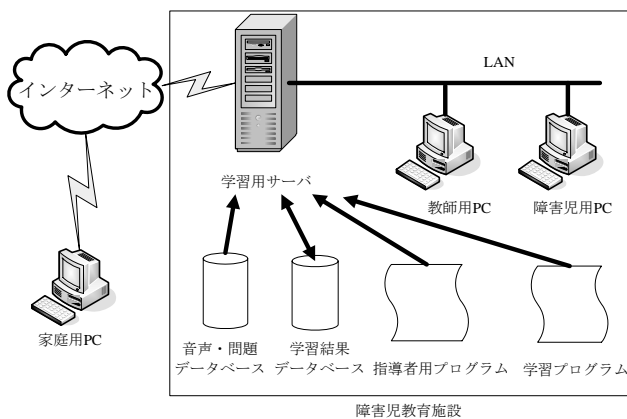 LAN
インターネット
学習用サーバ
教師用PC
障害児用PC
家庭用PC
音声・問題
データベース
学習結果
データベース
指導者用プログラム
学習プログラム
障害児教育施設